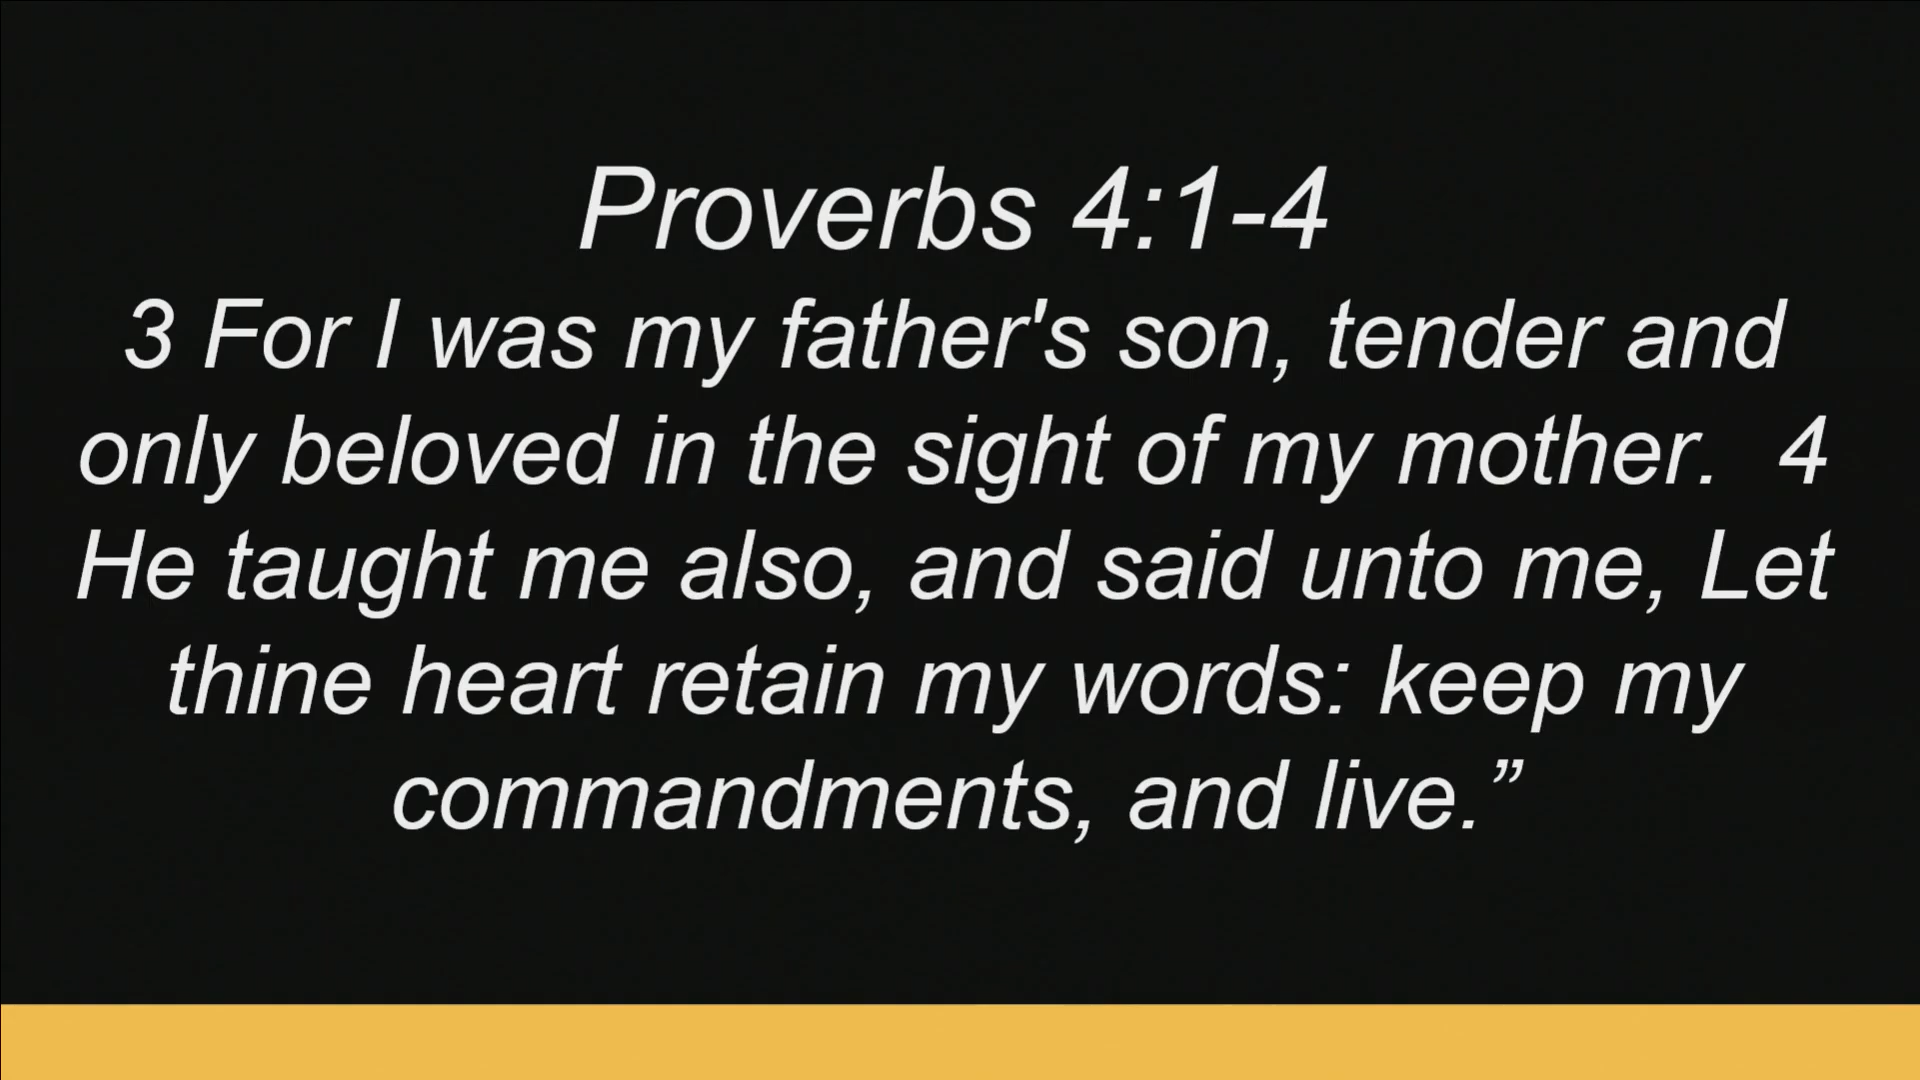 Proverbs 4:1-4
3 For I was my father's son, tender and
only beloved in the sight of my mother.  4
He taught me also, and said unto me, Let
thine heart retain my words: keep my
commandments, and live.”